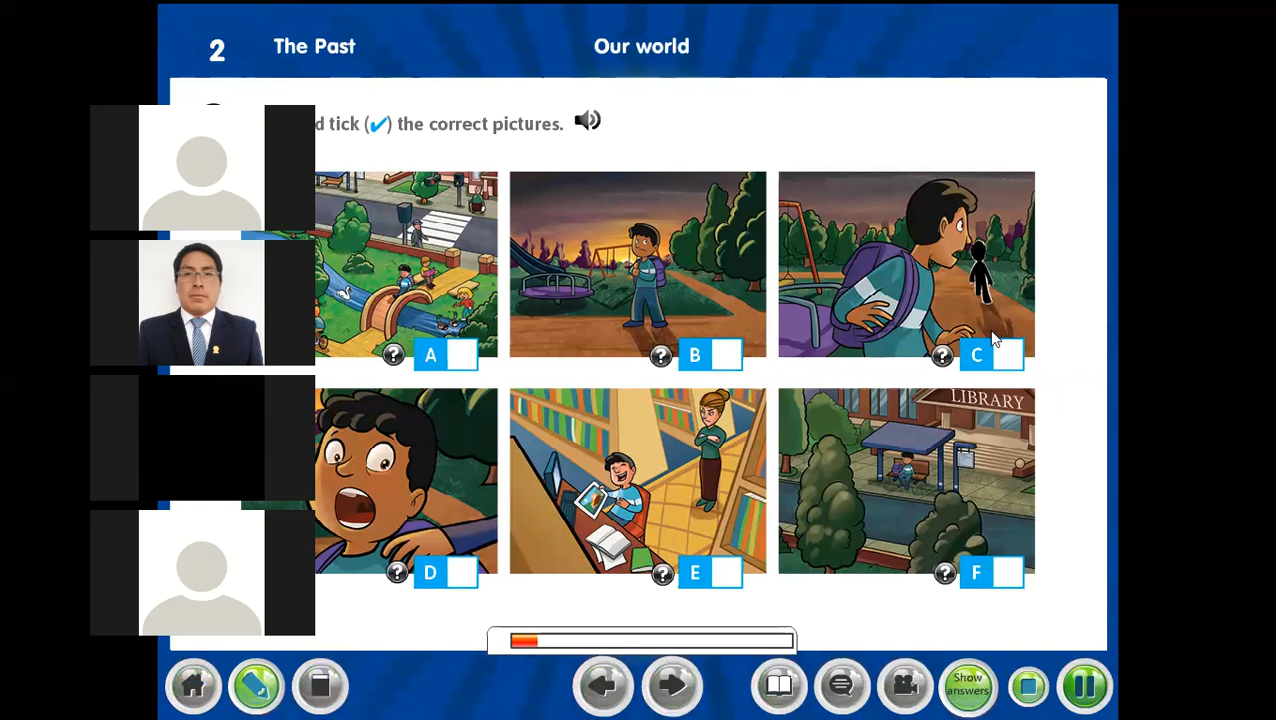 2 The Past Our world
d tick (✔) the correct pictures.
?
A
?
B
?
C
LIBRARY
?
D
?
E
?
F
Show
answers